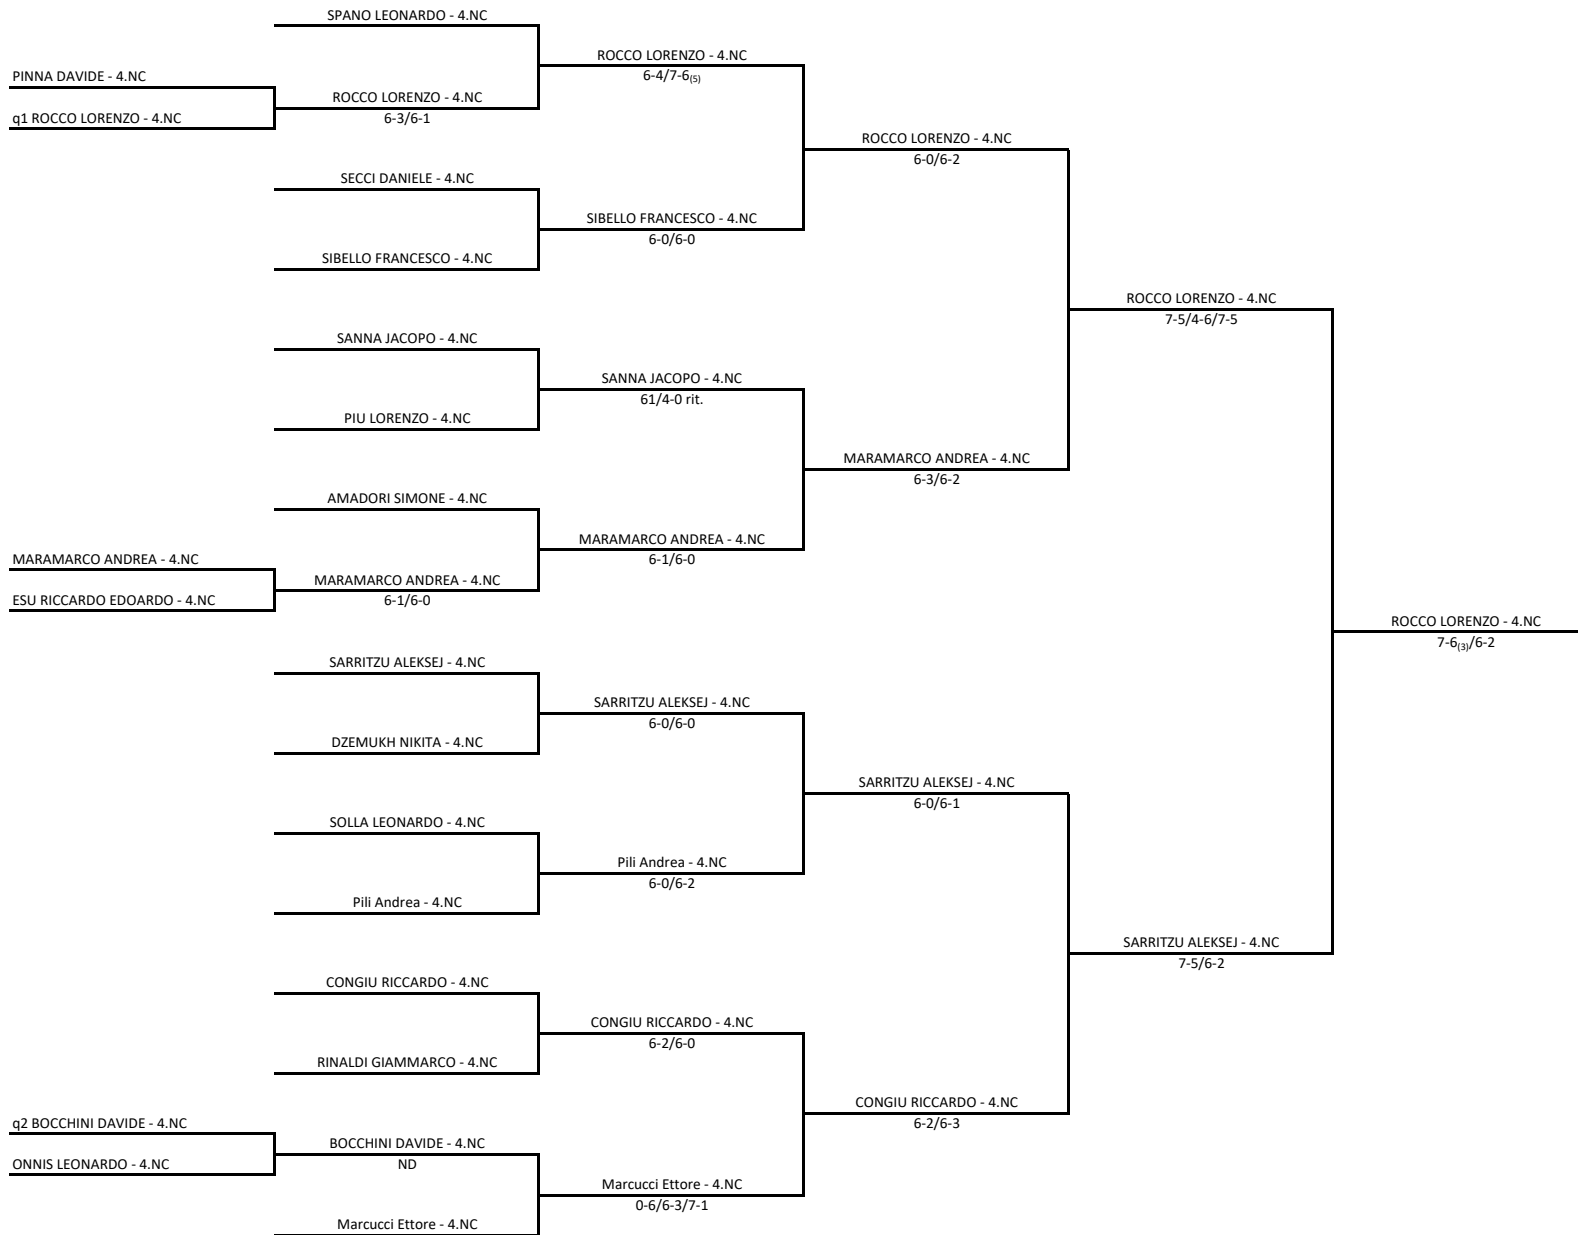 SPANO LEONARDO - 4.NC
ROCCO LORENZO - 4.NC
6-4/7-6(5)
PINNA DAVIDE - 4.NC
ROCCO LORENZO - 4.NC
6-3/6-1
q1 ROCCO LORENZO - 4.NC
ROCCO LORENZO - 4.NC
6-0/6-2
SECCI DANIELE - 4.NC
SIBELLO FRANCESCO - 4.NC
6-0/6-0
SIBELLO FRANCESCO - 4.NC
ROCCO LORENZO - 4.NC
7-5/4-6/7-5
SANNA JACOPO - 4.NC
SANNA JACOPO - 4.NC
61/4-0 rit.
PIU LORENZO - 4.NC
MARAMARCO ANDREA - 4.NC
6-3/6-2
AMADORI SIMONE - 4.NC
MARAMARCO ANDREA - 4.NC
6-1/6-0
MARAMARCO ANDREA - 4.NC
MARAMARCO ANDREA - 4.NC
6-1/6-0
ESU RICCARDO EDOARDO - 4.NC
ROCCO LORENZO - 4.NC
7-6(3)/6-2
SARRITZU ALEKSEJ - 4.NC
SARRITZU ALEKSEJ - 4.NC
6-0/6-0
DZEMUKH NIKITA - 4.NC
SARRITZU ALEKSEJ - 4.NC
6-0/6-1
SOLLA LEONARDO - 4.NC
Pili Andrea - 4.NC
6-0/6-2
Pili Andrea - 4.NC
SARRITZU ALEKSEJ - 4.NC
7-5/6-2
CONGIU RICCARDO - 4.NC
CONGIU RICCARDO - 4.NC
6-2/6-0
RINALDI GIAMMARCO - 4.NC
CONGIU RICCARDO - 4.NC
6-2/6-3
q2 BOCCHINI DAVIDE - 4.NC
BOCCHINI DAVIDE - 4.NC
ND
ONNIS LEONARDO - 4.NC
Marcucci Ettore - 4.NC
0-6/6-3/7-1
Marcucci Ettore - 4.NC